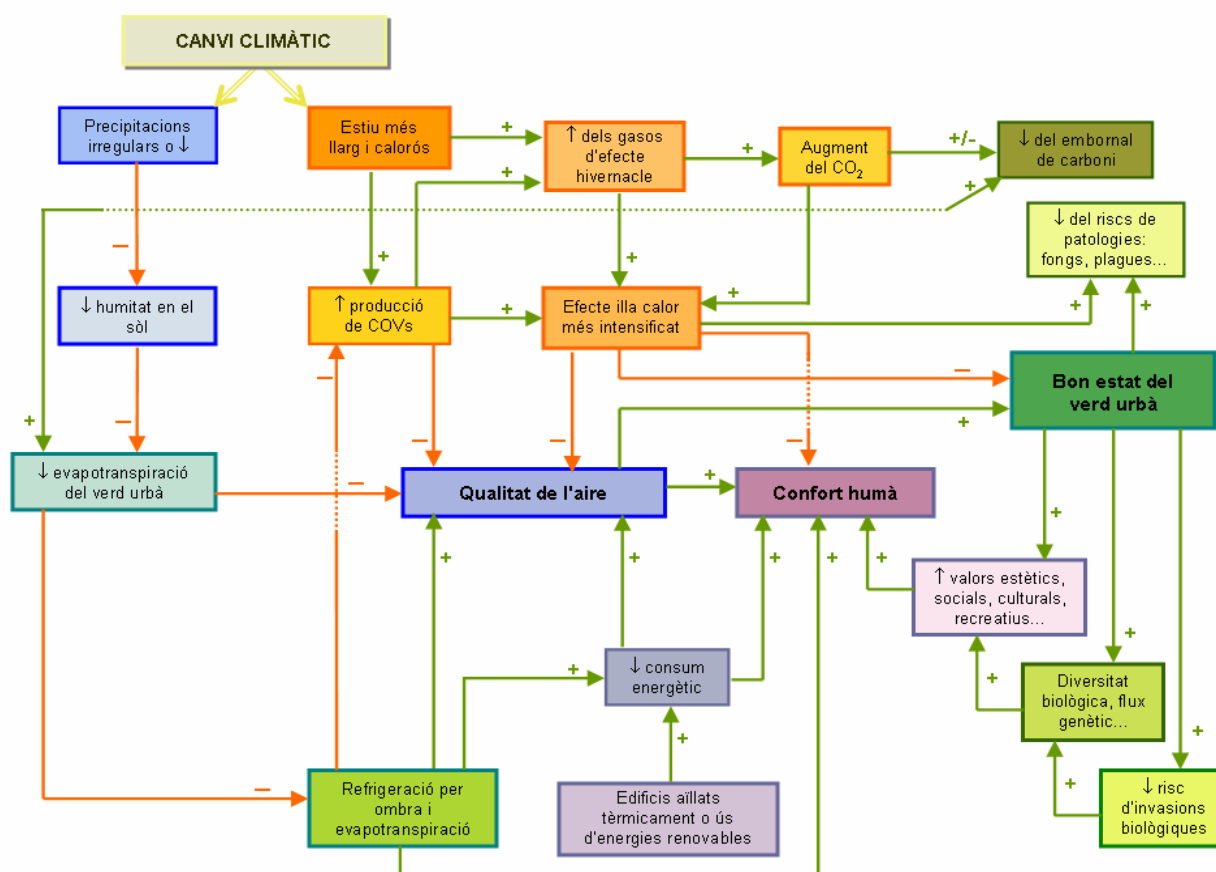 CANVI CLIMÀTIC
Precipitacions
irregulars o ↓
Estiu més
llarg i calorós
+
↑ dels gasos
d'efecte
hivernacle
+
Augment
del CO₂
+/-
↓ del embornal
de carboni
+
+
–
+
+
+
↓ del riscs de
patologies:
fongs, plagues...
+
+
↓ humitat en el
sòl
↑ producció
de COVs
+
Efecte illa calor
més intensificat
–
Bon estat del
verd urbà
+
–
–
–
–
–
+
↓ evapotranspiració
del verd urbà
–
Qualitat de l'aire
+
Confort humà
+
+
+
+
+
+
↑ valors estètics,
socials, culturals,
recreatius...
+
+
↓ consum
energètic
+
Diversitat
biològica, flux
genètic...
+
+
–
Refrigeració per
ombra i
evapotranspiració
Edificis aïllats
tèrmicament o ús
d'energies renovables
+
↓ risc
d'invasions
biològiques